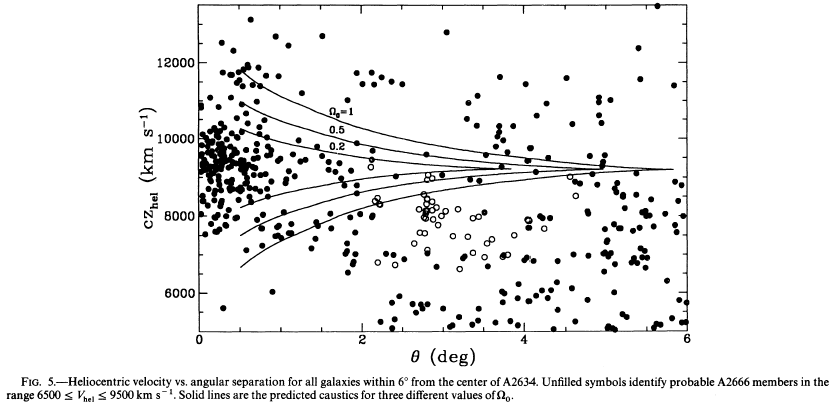 12000
10000
8000
6000
cz_hel (km s⁻¹)
Ω₀=1
0.5
0.2
0
2
4
6
θ (deg)
FIG. 5.—Heliocentric velocity vs. angular separation for all galaxies within 6° from the center of A2634. Unfilled symbols identify probable A2666 members in the
range 6500 ≤ V_hel ≤ 9500 km s⁻¹. Solid lines are the predicted caustics for three different values of Ω₀.